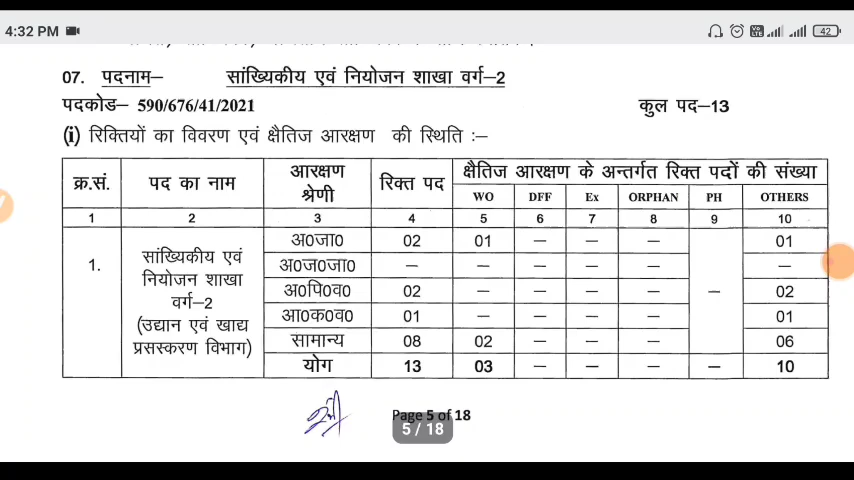 4:32 PM
42
07. पदनाम– सांख्यिकीय एवं नियोजन शाखा वर्ग–2
पदकोड– 590/676/41/2021 कुल पद–13
(i) रिक्तियों का विवरण एवं क्षैतिज आरक्षण की स्थिति :–
क्र.सं. पद का नाम आरक्षण श्रेणी रिक्त पद क्षैतिज आरक्षण के अन्तर्गत रिक्त पदों की संख्या
WO DFF Ex ORPHAN PH OTHERS
1 2 3 4 5 6 7 8 9 10
1. सांख्यिकीय एवं
नियोजन शाखा
वर्ग–2
(उद्यान एवं खाद्य
प्रसस्करण विभाग)
अ0जा0 02 01 – – – 01
अ0ज0जा0 – – – – – –
अ0पि0व0 02 – – – – – 02
आ0क0व0 01 – – – – 01
सामान्य 08 02 – – – 06
योग 13 03 – – – – 10
Page 5 of 18
5 / 18